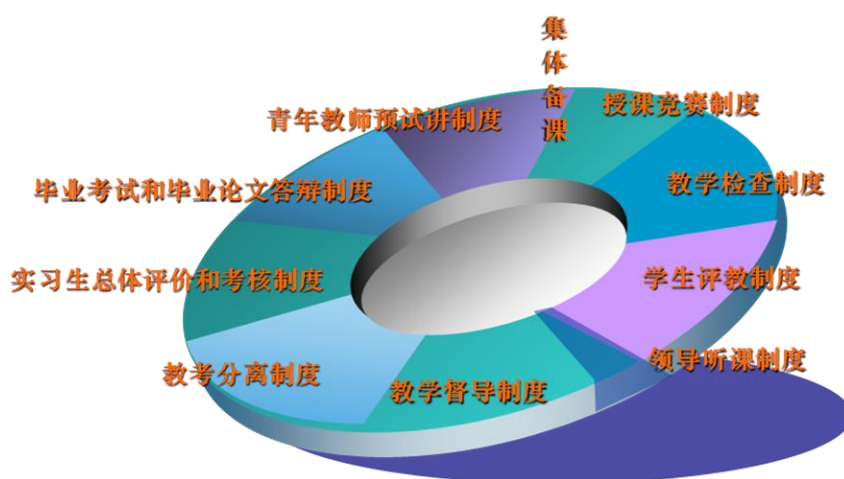 集体备课
授课竞赛制度
青年教师预试讲制度
教学检查制度
毕业考试和毕业论文答辩制度
学生评教制度
实习生总体评价和考核制度
领导听课制度
教考分离制度
教学督导制度